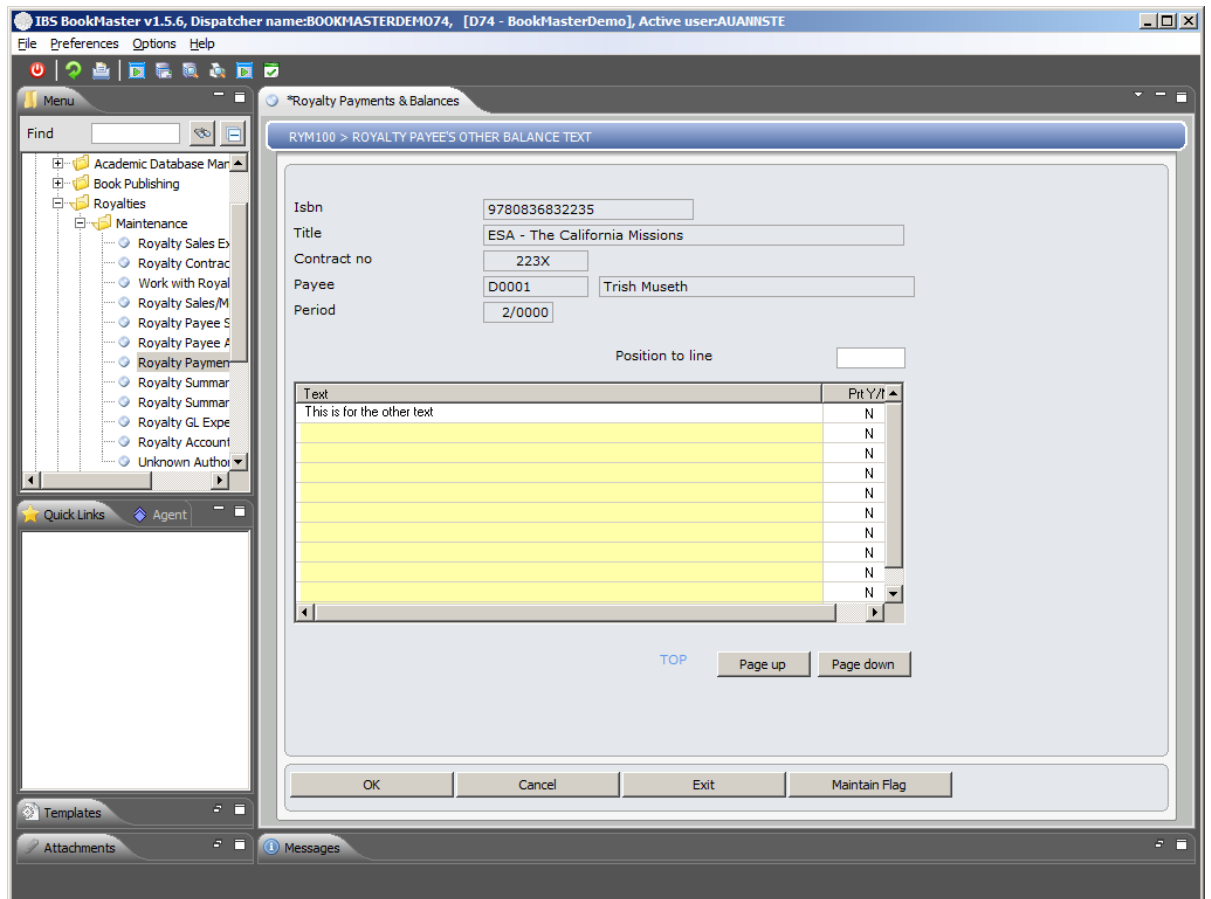 IBS BookMaster v1.5.6, Dispatcher name:BOOKMASTERDEMO74, [D74 - BookMasterDemo], Active user:AUANNSTE
File Preferences Options Help
Menu
Find
Academic Database Mar
Book Publishing
Royalties
Maintenance
Royalty Sales Ex
Royalty Contrac
Work with Royal
Royalty Sales/M
Royalty Payee S
Royalty Payee A
Royalty Paymen
Royalty Summar
Royalty Summar
Royalty GL Expe
Royalty Account
Unknown Author
Quick Links Agent
Templates
Attachments
*Royalty Payments & Balances
RYM100 > ROYALTY PAYEE'S OTHER BALANCE TEXT
Isbn 9780836832235
Title ESA - The California Missions
Contract no 223X
Payee D0001 Trish Museth
Period 2/0000
Position to line
Text Prt Y/N
This is for the other text N
N
N
N
N
N
N
N
N
N
TOP Page up Page down
OK Cancel Exit Maintain Flag
Messages